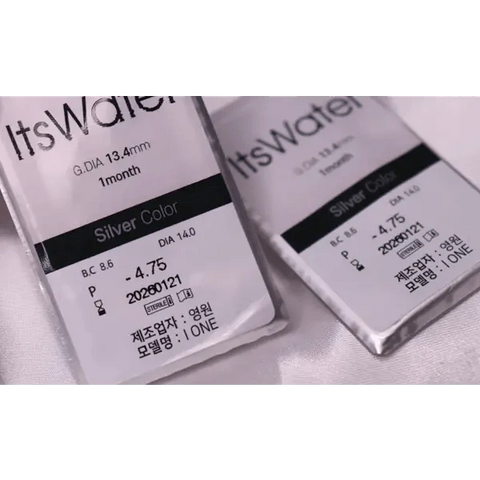 ItsWater
G.DIA 13.4mm
1month
Silver Color
B.C 8.6 DIA 14.0
P -4.75
20260121
STERILE
제조업자 : 영원
모델명 : I ONE
ItsWater
G.DIA 13.4mm
1month
Silver Color
B.C 8.6 DIA 14.0
P -4.75
20260121
제조업자 : 영원
모델명 : I ONE